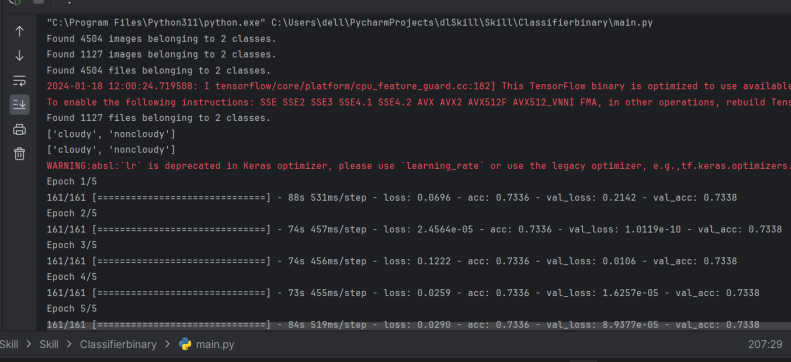 "C:\Program Files\Python311\python.exe" C:\Users\dell\PycharmProjects\dlSkill\Skill\Classifierbinary\main.py
Found 4504 images belonging to 2 classes.
Found 1127 images belonging to 2 classes.
Found 4504 files belonging to 2 classes.
2024-01-18 12:00:24.719508: I tensorflow/core/platform/cpu_feature_guard.cc:182] This TensorFlow binary is optimized to use available
To enable the following instructions: SSE SSE2 SSE3 SSE4.1 SSE4.2 AVX AVX2 AVX512F AVX512_VNNI FMA, in other operations, rebuild Tens
Found 1127 files belonging to 2 classes.
['cloudy', 'noncloudy']
['cloudy', 'noncloudy']
WARNING:absl:`lr` is deprecated in Keras optimizer, please use `learning_rate` or use the legacy optimizer, e.g.,tf.keras.optimizers.
Epoch 1/5
161/161 [==============================] - 88s 531ms/step - loss: 0.0696 - acc: 0.7336 - val_loss: 0.2142 - val_acc: 0.7338
Epoch 2/5
161/161 [==============================] - 74s 457ms/step - loss: 2.4564e-05 - acc: 0.7336 - val_loss: 1.0119e-10 - val_acc: 0.7338
Epoch 3/5
161/161 [==============================] - 74s 456ms/step - loss: 0.1222 - acc: 0.7336 - val_loss: 0.0106 - val_acc: 0.7338
Epoch 4/5
161/161 [==============================] - 73s 455ms/step - loss: 0.0259 - acc: 0.7336 - val_loss: 1.6257e-05 - val_acc: 0.7338
Epoch 5/5
161/161 [==============================] - 84s 519ms/step - loss: 0.0290 - acc: 0.7336 - val_loss: 8.9377e-05 - val_acc: 0.7338
Skill > Skill > Classifierbinary > main.py 207:29